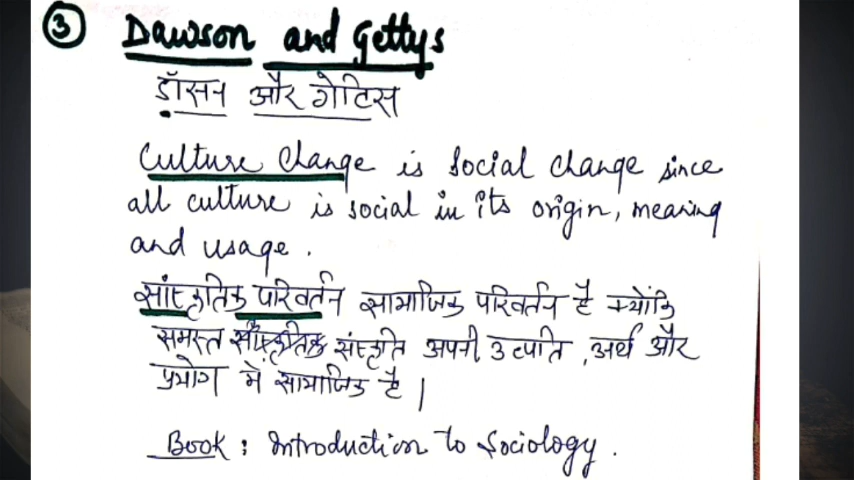 ③ Dawson and Gettys
डॉसन और गेटिस
Culture Change is social change since
all culture is social in its origin, meaning
and usage.
सांस्कृतिक परिवर्तन सामाजिक परिवर्तन है क्योंकि
समस्त संस्कृति अपनी उत्पति, अर्थ और
प्रयोग मे सामाजिक है।
Book : Introduction to Sociology.